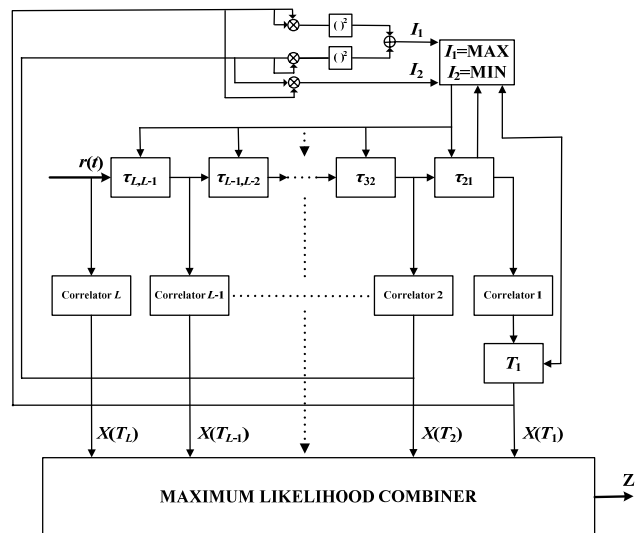 ( )²
I₁
( )²
I₂
I₁=MAX
I₂=MIN
r(t)
τL,L-1
τL-1,L-2
τ₃₂
τ₂₁
Correlator L
Correlator L-1
Correlator 2
Correlator 1
T₁
X(TL)
X(TL-1)
X(T₂)
X(T₁)
MAXIMUM LIKELIHOOD COMBINER
Z